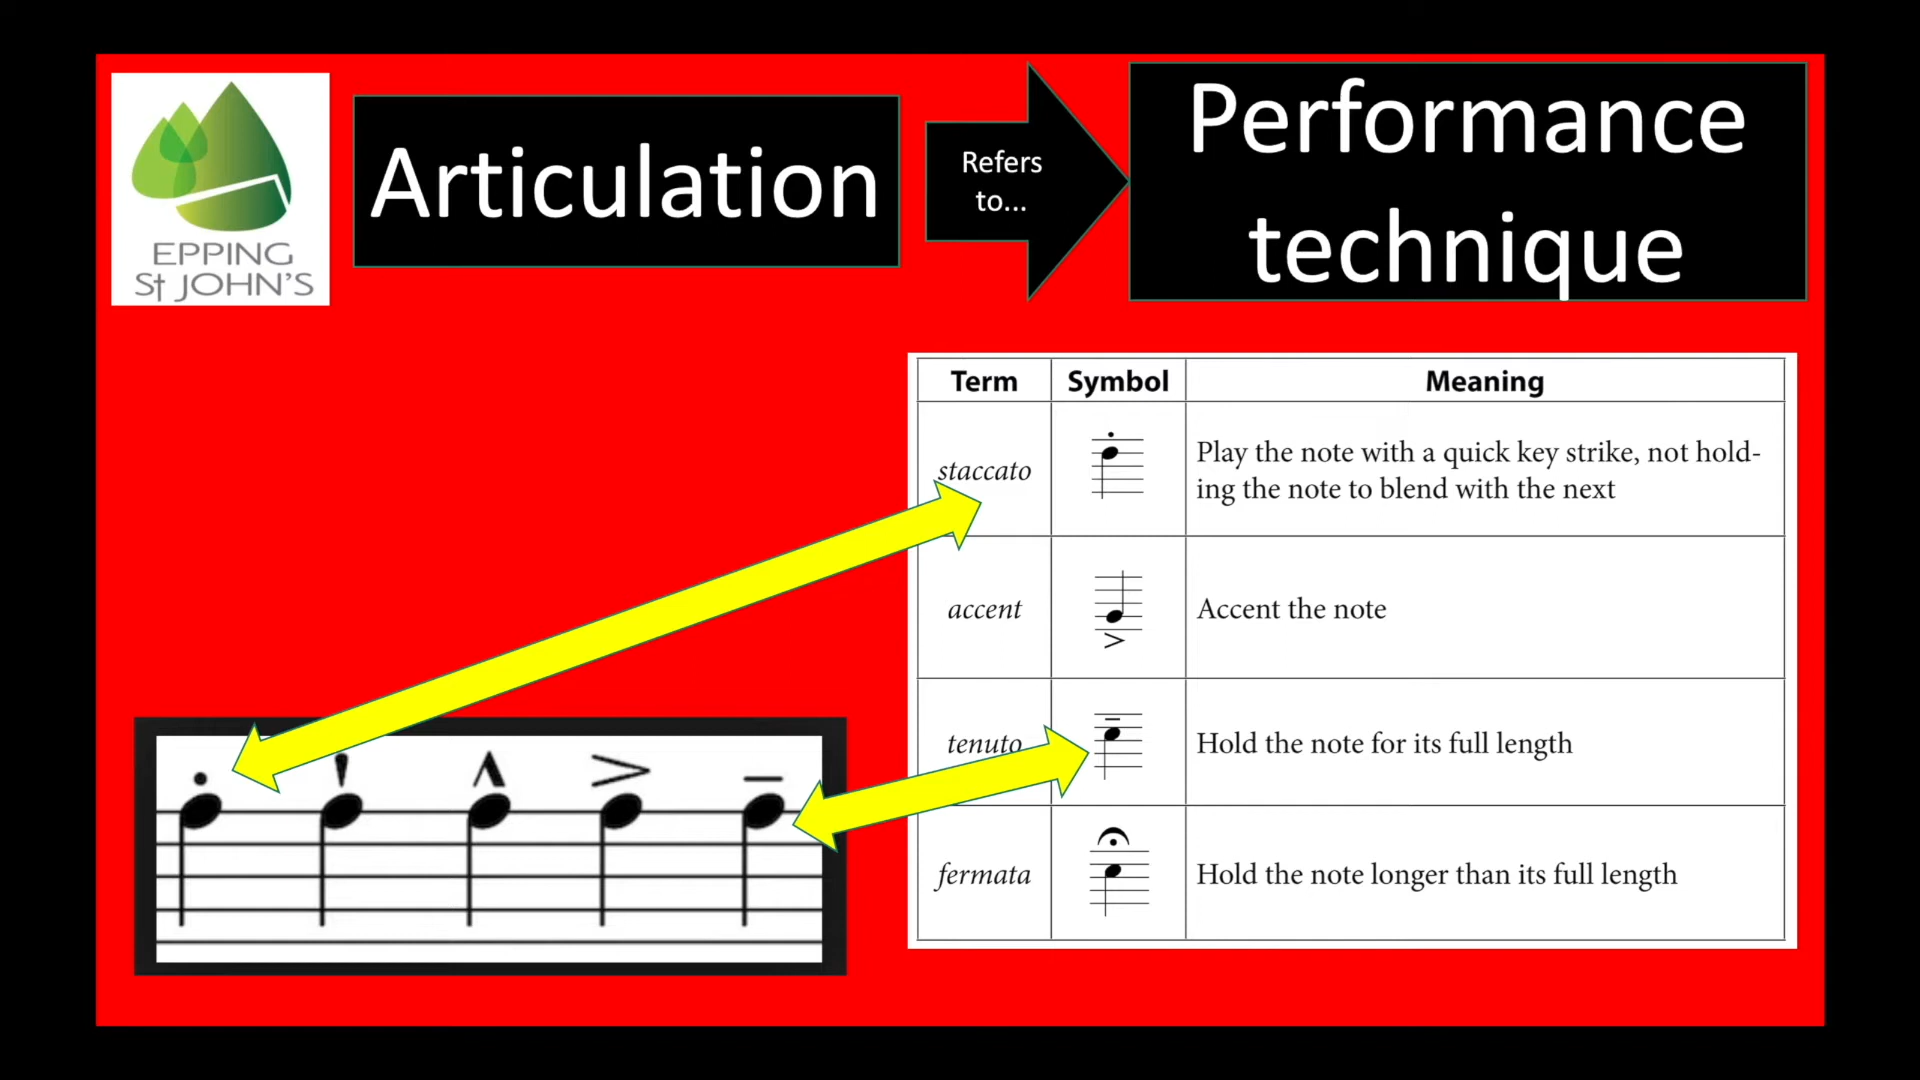 EPPING
St JOHN'S
Articulation
Refers
to...
Performance
technique
Term Symbol Meaning
staccato
Play the note with a quick key strike, not hold-
ing the note to blend with the next
accent
Accent the note
tenuto
Hold the note for its full length
fermata
Hold the note longer than its full length